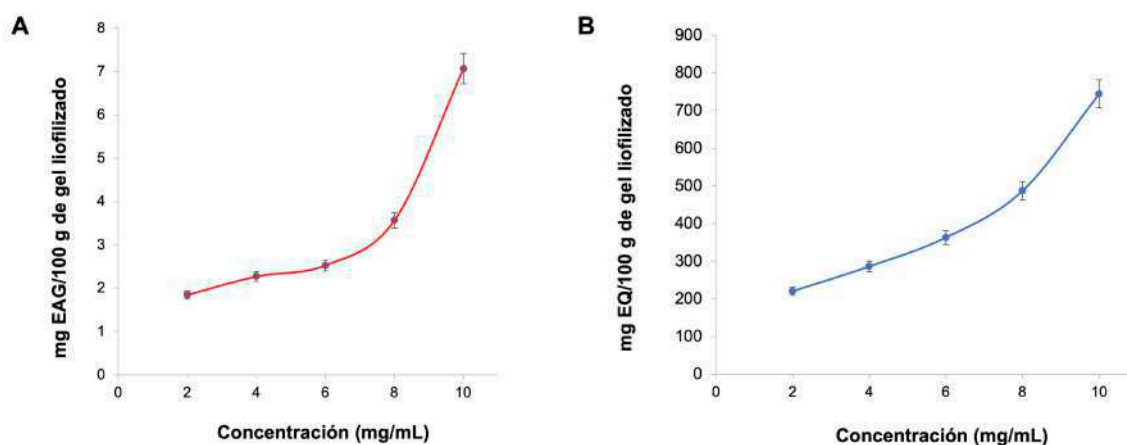 A
mg EAG/100 g de gel liofilizado
8
7
6
5
4
3
2
1
0
0 2 4 6 8 10
Concentración (mg/mL)
B
mg EQ/100 g de gel liofilizado
900
800
700
600
500
400
300
200
100
0
0 2 4 6 8 10
Concentración (mg/mL)